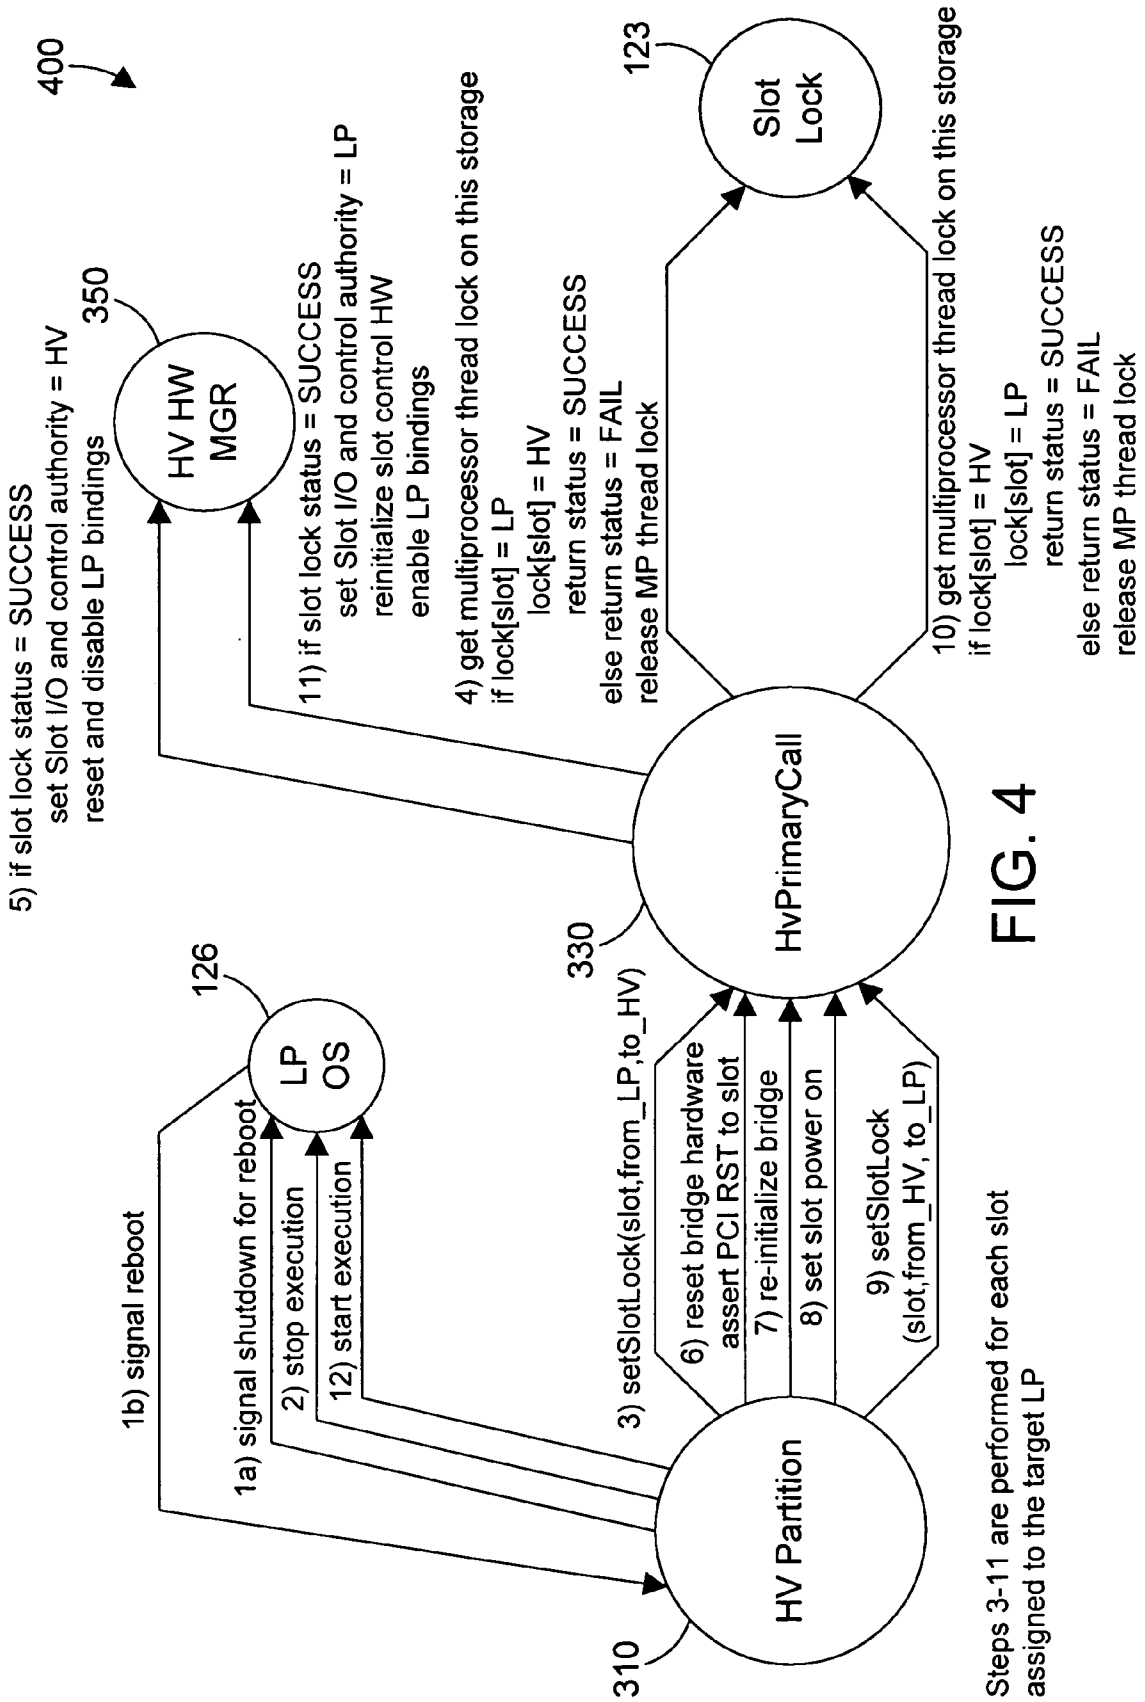 400
5) if slot lock status = SUCCESS
set Slot I/O and control authority = HV
reset and disable LP bindings
350
HV HW
MGR
11) if slot lock status = SUCCESS
set Slot I/O and control authority = LP
reinitialize slot control HW
enable LP bindings
126
LP
OS
1b) signal reboot
1a) signal shutdown for reboot
2) stop execution
12) start execution
4) get multiprocessor thread lock on this storage
if lock[slot] = LP
lock[slot] = HV
return status = SUCCESS
else return status = FAIL
release MP thread lock
123
Slot
Lock
3) setSlotLock(slot,from_LP,to_HV)
6) reset bridge hardware
assert PCI RST to slot
7) re-initialize bridge
8) set slot power on
9) setSlotLock
(slot,from_HV, to_LP)
310
HV Partition
330
HvPrimaryCall
10) get multiprocessor thread lock on this storage
if lock[slot] = HV
lock[slot] = LP
return status = SUCCESS
else return status = FAIL
release MP thread lock
Steps 3-11 are performed for each slot
assigned to the target LP
FIG. 4